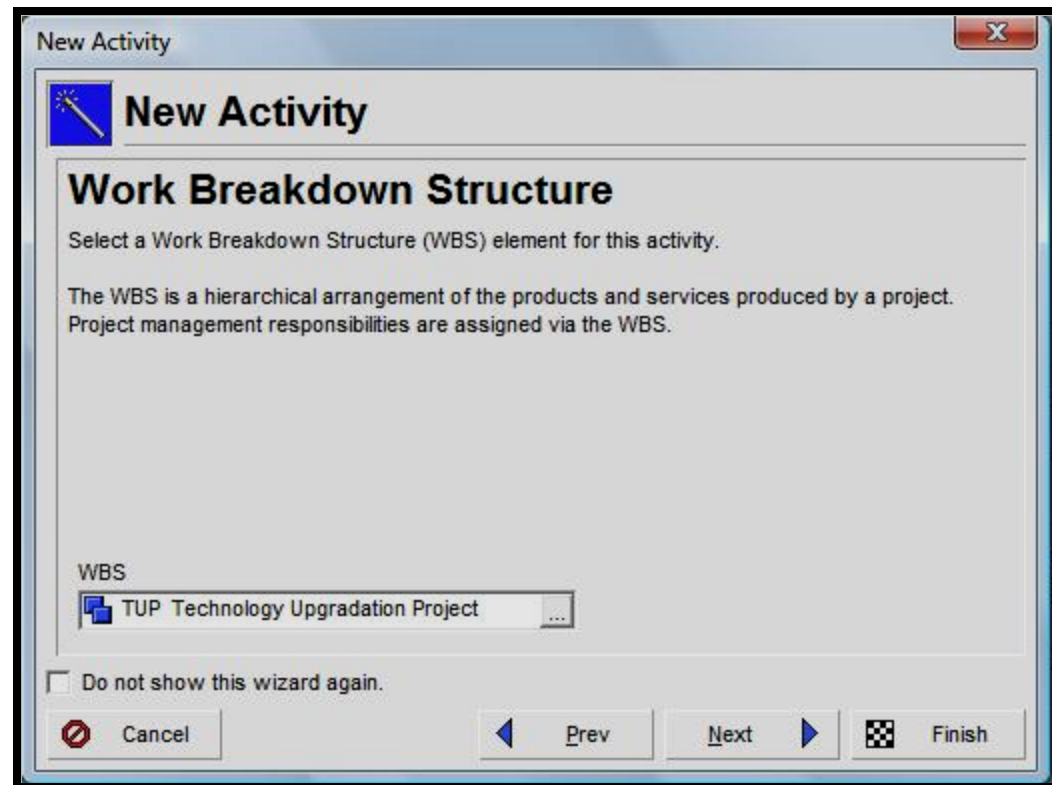 New Activity
New Activity
Work Breakdown Structure
Select a Work Breakdown Structure (WBS) element for this activity.
The WBS is a hierarchical arrangement of the products and services produced by a project.
Project management responsibilities are assigned via the WBS.
WBS
TUP Technology Upgradation Project ...
Do not show this wizard again.
Cancel Prev Next Finish